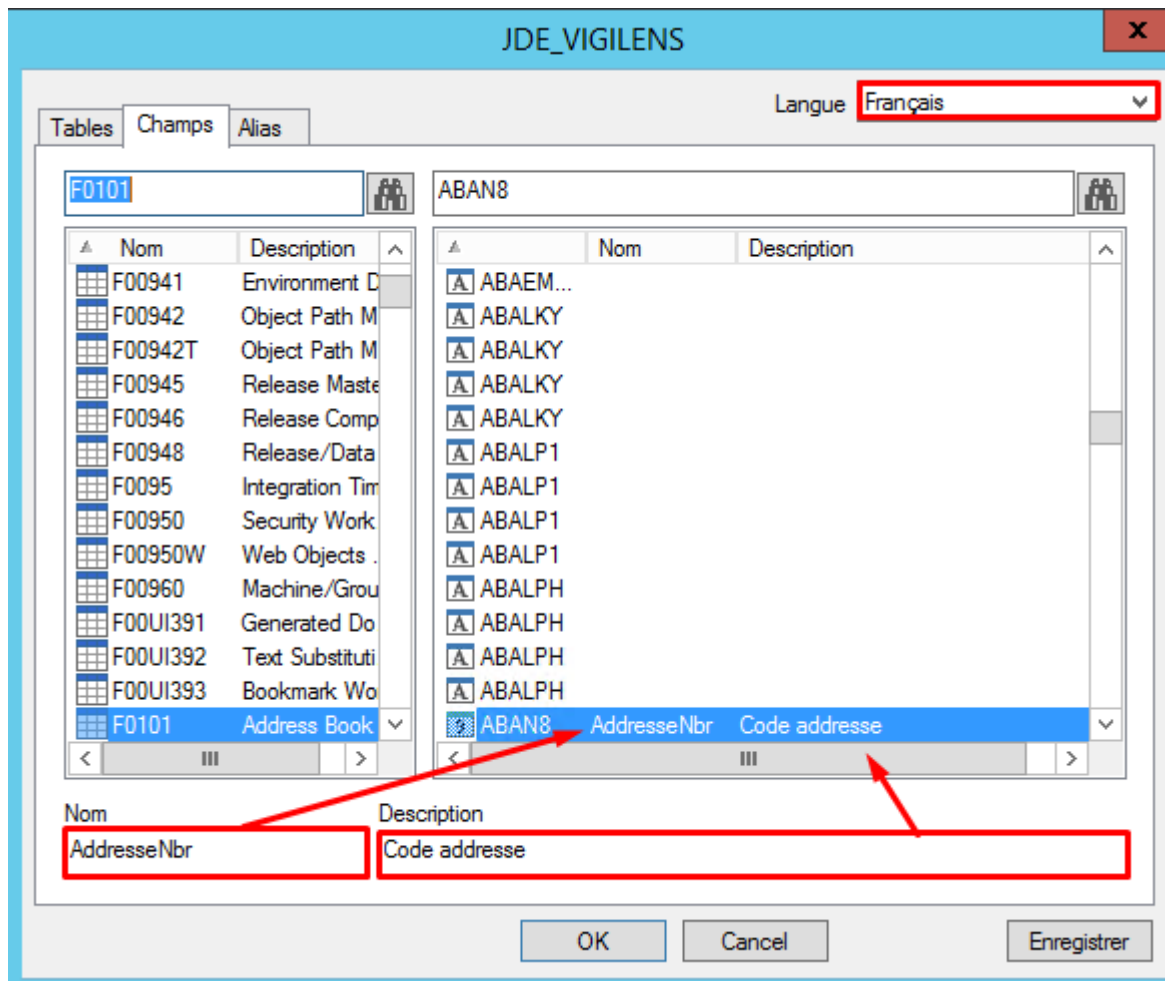 JDE_VIGILENS
x
Langue Français
Tables Champs Alias
F0101 ABAN8
Nom Description Nom Description
F00941 Environment D ABAEM...
F00942 Object Path M ABALKY
F00942T Object Path M ABALKY
F00945 Release Maste ABALKY
F00946 Release Comp ABALKY
F00948 Release/Data ABALP1
F0095 Integration Tim ABALP1
F00950 Security Work ABALP1
F00950W Web Objects . ABALP1
F00960 Machine/Grou ABALPH
F00UI391 Generated Do ABALPH
F00UI392 Text Substituti ABALPH
F00UI393 Bookmark Wo ABALPH
F0101 Address Book ABAN8 AddresseNbr Code addresse
Nom Description
AddresseNbr Code addresse
OK Cancel Enregistrer